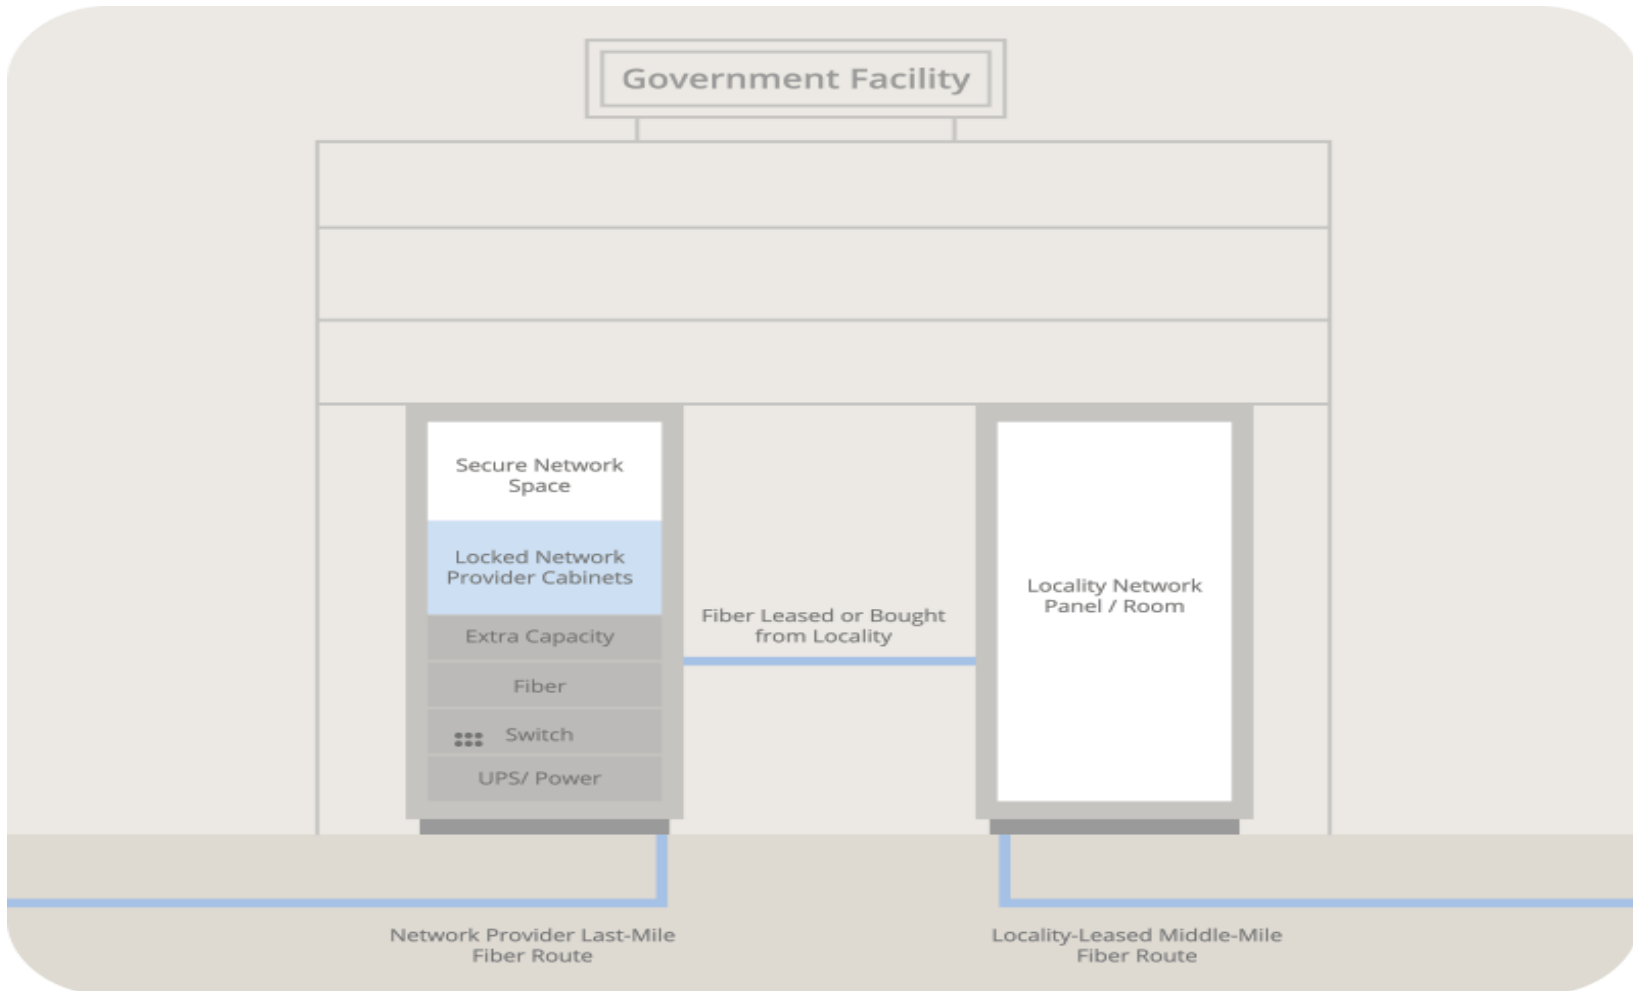 Government Facility
Secure Network
Space
Locked Network
Provider Cabinets
Extra Capacity
Fiber
Switch
UPS/ Power
Fiber Leased or Bought
from Locality
Locality Network
Panel / Room
Network Provider Last-Mile
Fiber Route
Locality-Leased Middle-Mile
Fiber Route